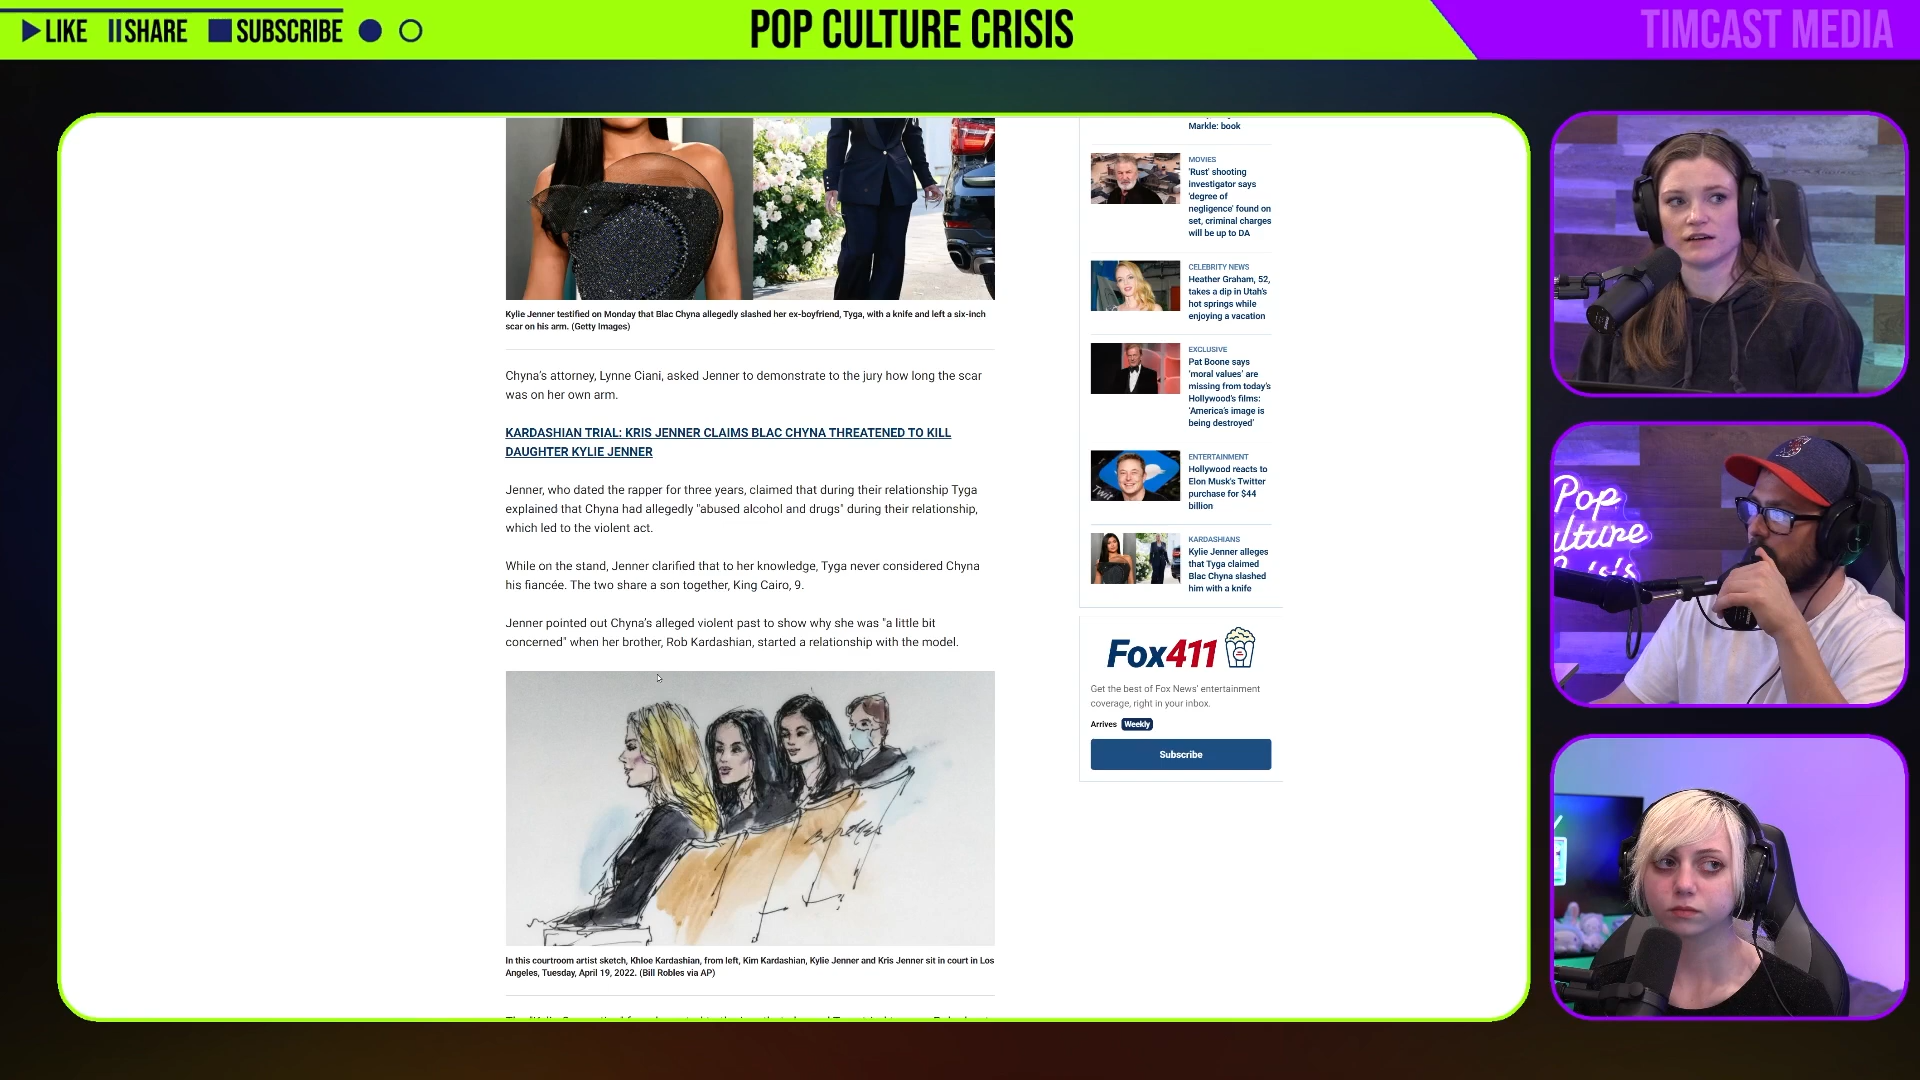 LIKE SHARE SUBSCRIBE
POP CULTURE CRISIS
TIMCAST MEDIA
Kylie Jenner testified on Monday that Blac Chyna allegedly slashed her ex-boyfriend, Tyga, with a knife and left a six-inch
scar on his arm. (Getty Images)
Chyna's attorney, Lynne Ciani, asked Jenner to demonstrate to the jury how long the scar
was on her own arm.
KARDASHIAN TRIAL: KRIS JENNER CLAIMS BLAC CHYNA THREATENED TO KILL
DAUGHTER KYLIE JENNER
Jenner, who dated the rapper for three years, claimed that during their relationship Tyga
explained that Chyna had allegedly "abused alcohol and drugs" during their relationship,
which led to the violent act.
While on the stand, Jenner clarified that to her knowledge, Tyga never considered Chyna
his fiancée. The two share a son together, King Cairo, 9.
Jenner pointed out Chyna's alleged violent past to show why she was "a little bit
concerned" when her brother, Rob Kardashian, started a relationship with the model.
In this courtroom artist sketch, Khloe Kardashian, from left, Kim Kardashian, Kylie Jenner and Kris Jenner sit in court in Los
Angeles, Tuesday, April 19, 2022. (Bill Robles via AP)
Markle: book
MOVIES
'Rust' shooting
investigator says
'degree of
negligence' found on
set, criminal charges
will be up to DA
CELEBRITY NEWS
Heather Graham, 52,
takes a dip in Utah's
hot springs while
enjoying a vacation
EXCLUSIVE
Pat Boone says
'moral values' are
missing from today's
Hollywood's films:
'America's image is
being destroyed'
ENTERTAINMENT
Hollywood reacts to
Elon Musk's Twitter
purchase for $44
billion
KARDASHIANS
Kylie Jenner alleges
that Tyga claimed
Blac Chyna slashed
him with a knife
Fox411
Get the best of Fox News' entertainment
coverage, right in your inbox.
Arrives Weekly
Subscribe
Pop